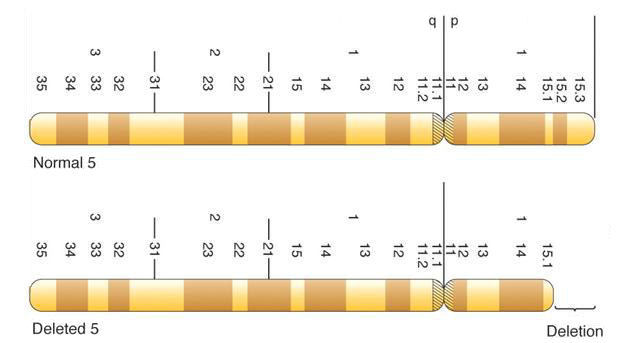 q p
3 2 1 1
35 34 33 32 31 23 22 21 15 14 13 12 11.2 11.1 11 12 13 14 15.1 15.2 15.3
Normal 5
3 2 1 1
35 34 33 32 31 23 22 21 15 14 13 12 11.2 11.1 11 12 13 14 15.1
Deleted 5
Deletion